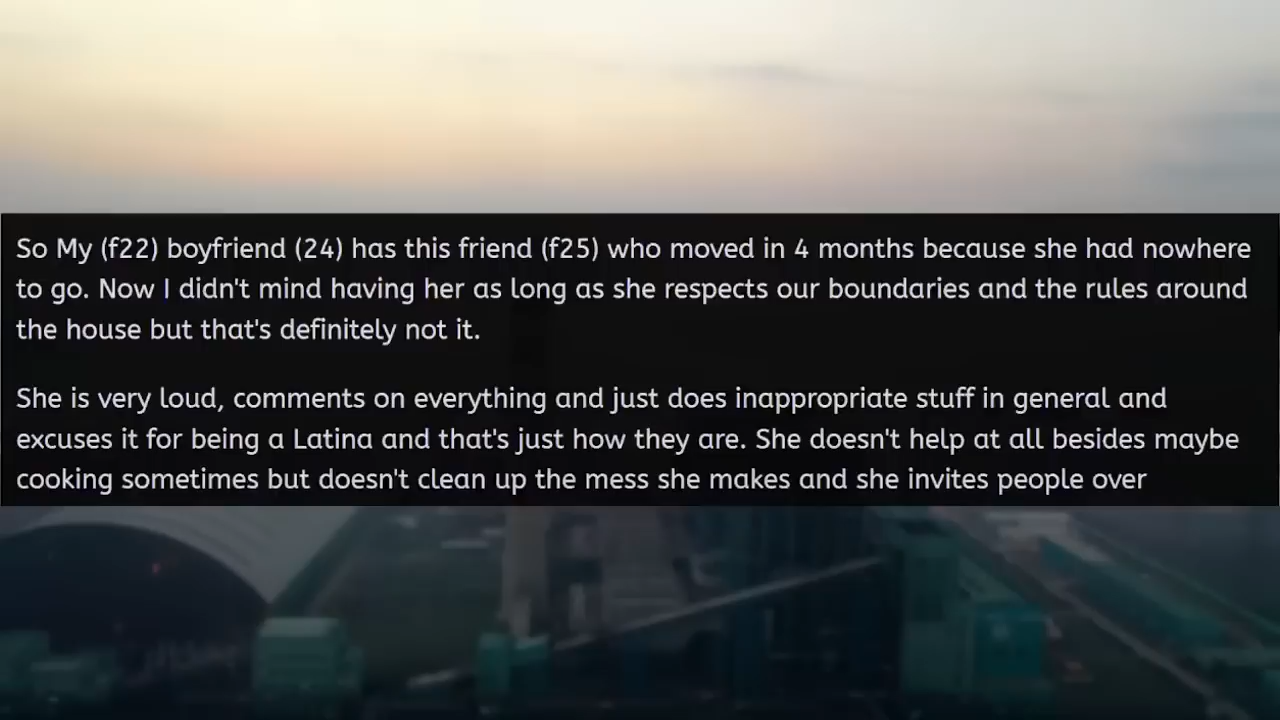 So My (f22) boyfriend (24) has this friend (f25) who moved in 4 months because she had nowhere
to go. Now I didn't mind having her as long as she respects our boundaries and the rules around
the house but that's definitely not it.
She is very loud, comments on everything and just does inappropriate stuff in general and
excuses it for being a Latina and that's just how they are. She doesn't help at all besides maybe
cooking sometimes but doesn't clean up the mess she makes and she invites people over